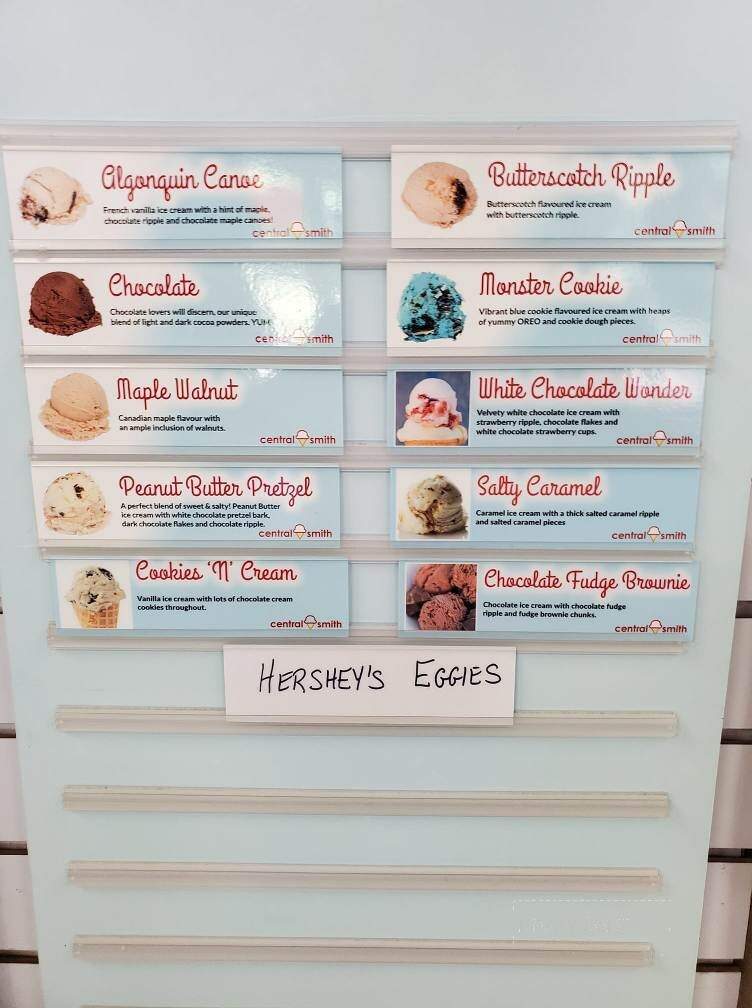 Algonquin Canoe
French vanilla ice cream with a hint of maple,
chocolate ripple and chocolate maple canoes!
central smith
Butterscotch Ripple
Butterscotch flavoured ice cream
with butterscotch ripple.
central smith
Chocolate
Chocolate lovers will discern, our unique
blend of light and dark cocoa powders. YUM
central smith
Monster Cookie
Vibrant blue cookie flavoured ice cream with heaps
of yummy OREO and cookie dough pieces.
central smith
Maple Walnut
Canadian maple flavour with
an ample inclusion of walnuts.
central smith
White Chocolate Wonder
Velvety white chocolate ice cream with
strawberry ripple, chocolate flakes and
white chocolate strawberry cups.
central smith
Peanut Butter Pretzel
A perfect blend of sweet & salty! Peanut Butter
ice cream with white chocolate pretzel bark,
dark chocolate flakes and chocolate ripple.
central smith
Salty Caramel
Caramel ice cream with a thick salted caramel ripple
and salted caramel pieces
central smith
Cookies 'N' Cream
Vanilla ice cream with lots of chocolate cream
cookies throughout.
central smith
Chocolate Fudge Brownie
Chocolate ice cream with chocolate fudge
ripple and fudge brownie chunks.
central smith
HERSHEY'S EGGIES